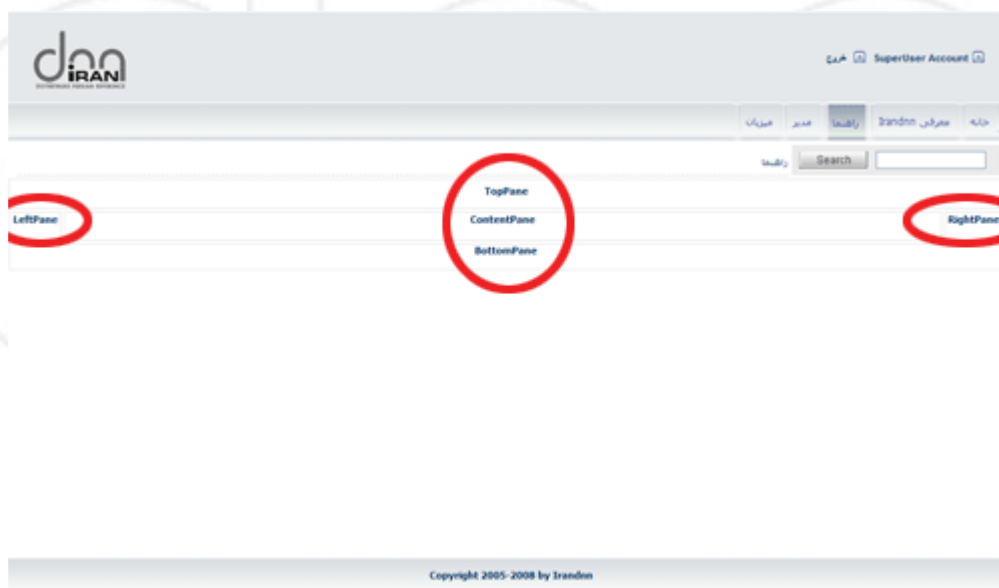 dnn
IRAN
SuperUser Account خروج
خانه معرفی Irandnn راهنما مدیر میزبان
Search راهنما
TopPane
LeftPane ContentPane RightPane
BottomPane
Copyright 2005-2008 by Irandnn